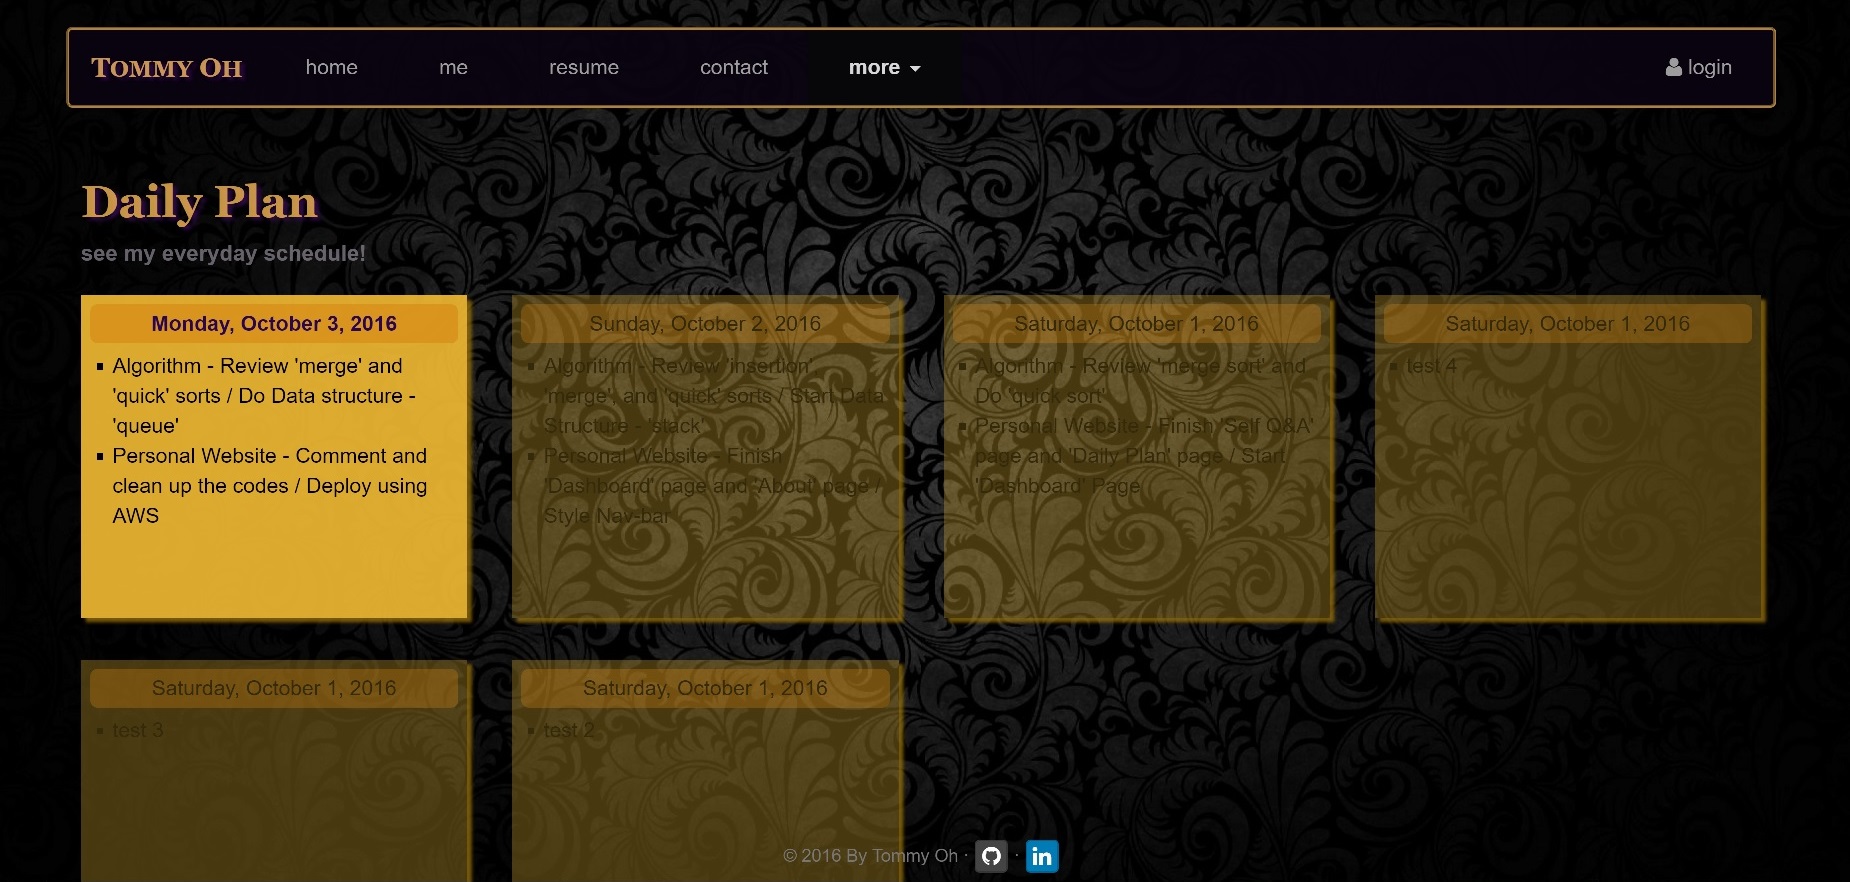 Tommy Oh
home
me
resume
contact
more
login
Daily Plan
see my everyday schedule!
Monday, October 3, 2016
Algorithm - Review 'merge' and
'quick' sorts / Do Data structure -
'queue'
Personal Website - Comment and
clean up the codes / Deploy using
AWS
Sunday, October 2, 2016
Algorithm - Review 'insertion',
'merge', and 'quick' sorts / Start Data
Structure - 'stack'
Personal Website - Finish
'Dashboard' page and 'About' page /
Style Nav-bar
Saturday, October 1, 2016
Algorithm - Review 'merge sort' and
Do 'quick sort'
Personal Website - Finish 'Self Q&A'
page and 'Daily Plan' page / Start
'Dashboard' Page
Saturday, October 1, 2016
test 4
Saturday, October 1, 2016
test 3
Saturday, October 1, 2016
test 2
© 2016 By Tommy Oh · · in